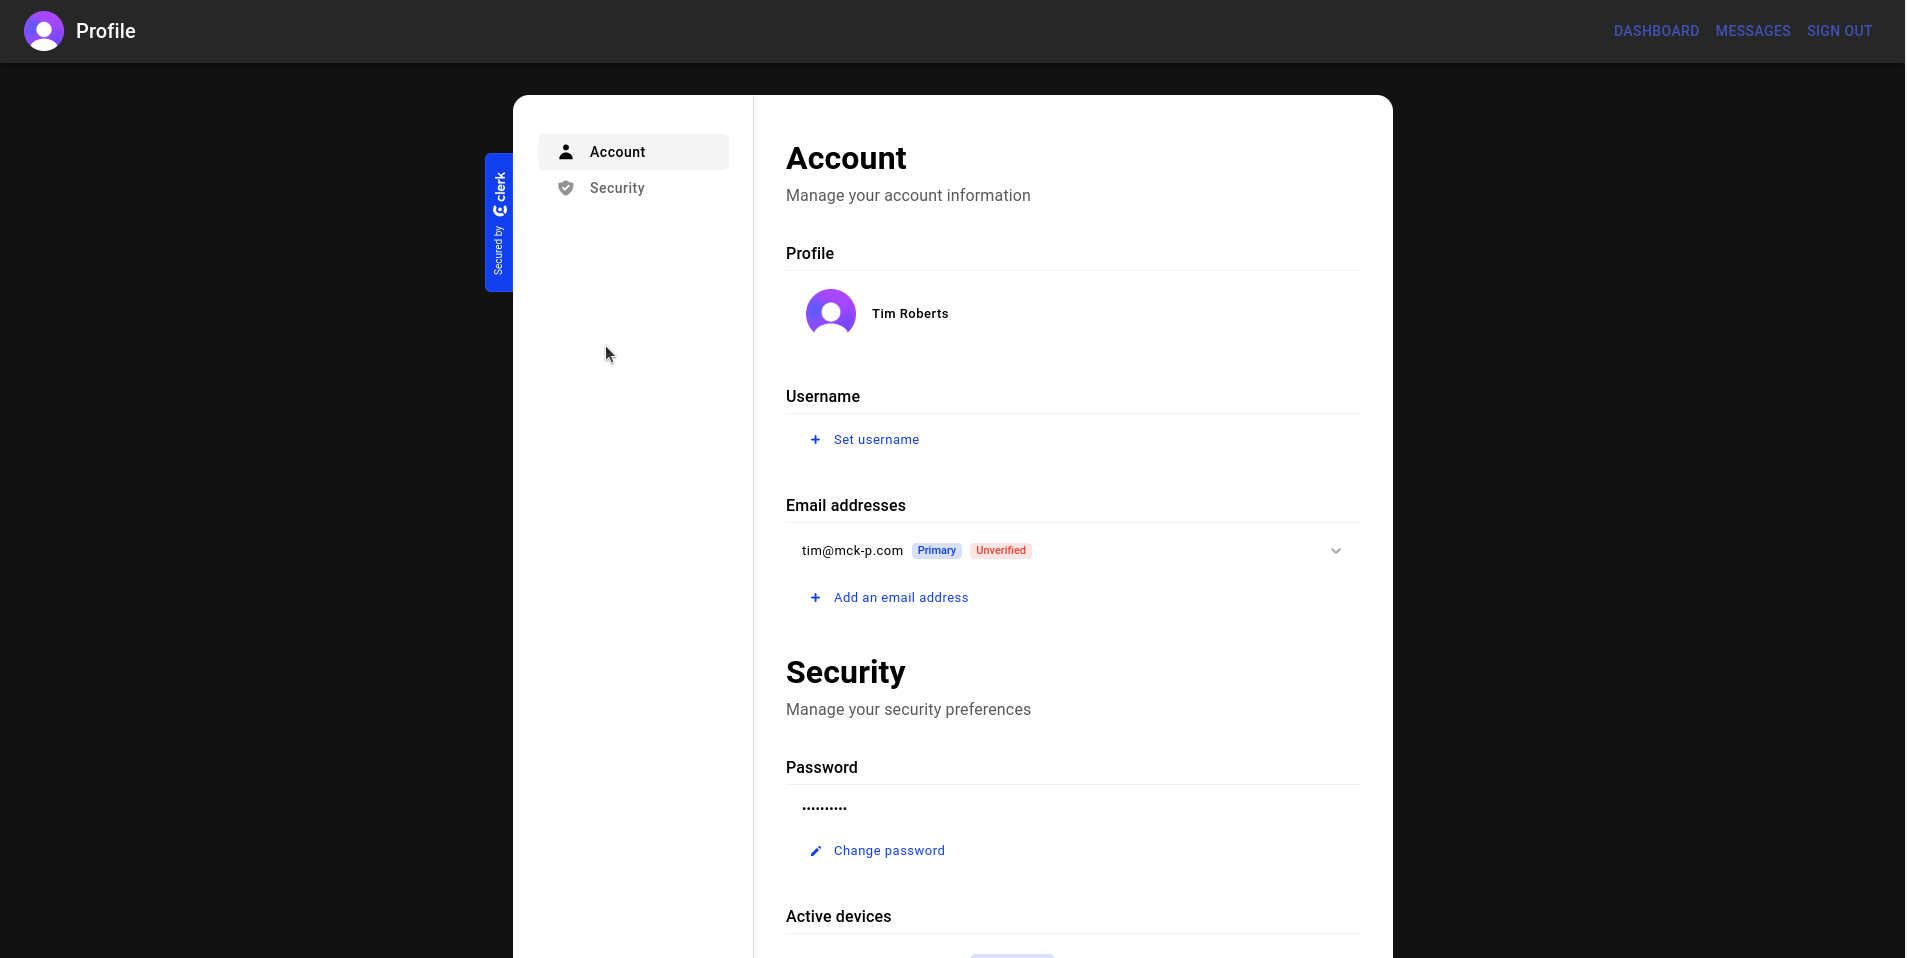 Profile
DASHBOARD MESSAGES SIGN OUT
Account
Security
Secured by clerk
Account
Manage your account information
Profile
Tim Roberts
Username
Set username
Email addresses
tim@mck-p.com Primary Unverified
Add an email address
Security
Manage your security preferences
Password
••••••••••
Change password
Active devices